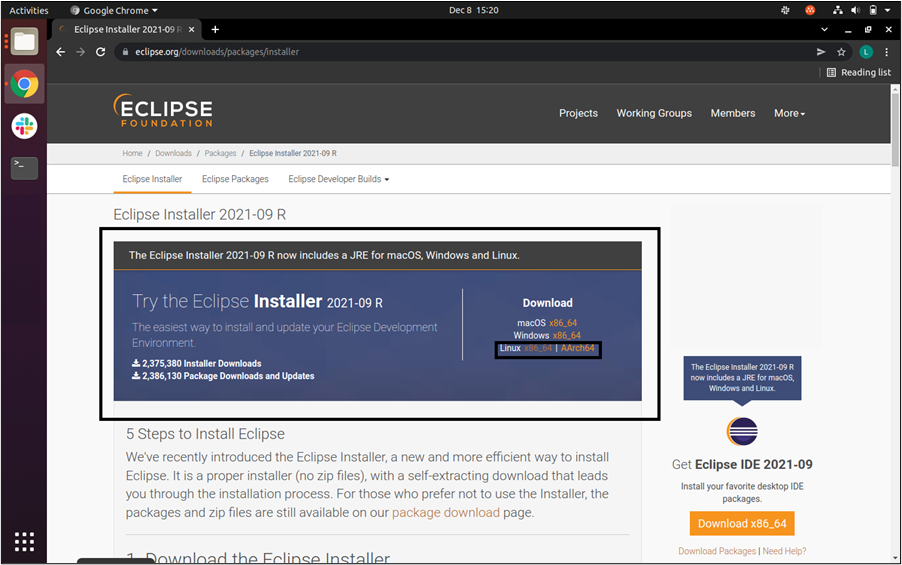 Activities
Google Chrome
Dec 8 15:20
Eclipse Installer 2021-09 R
eclipse.org/downloads/packages/installer
L
Reading list
ECLIPSE
FOUNDATION
Projects
Working Groups
Members
More
Home / Downloads / Packages / Eclipse Installer 2021-09 R
Eclipse Installer
Eclipse Packages
Eclipse Developer Builds
Eclipse Installer 2021-09 R
The Eclipse Installer 2021-09 R now includes a JRE for macOS, Windows and Linux.
Try the Eclipse Installer 2021-09 R
The easiest way to install and update your Eclipse Development
Environment.
2,375,380 Installer Downloads
2,386,130 Package Downloads and Updates
Download
macOS x86_64
Windows x86_64
Linux x86_64 | AArch64
5 Steps to Install Eclipse
We've recently introduced the Eclipse Installer, a new and more efficient way to install
Eclipse. It is a proper installer (no zip files), with a self-extracting download that leads
you through the installation process. For those who prefer not to use the Installer, the
packages and zip files are still available on our package download page.
1. Download the Eclipse Installer
The Eclipse Installer 2021-09 R
now includes a JRE for macOS,
Windows and Linux.
Get Eclipse IDE 2021-09
Install your favorite desktop IDE
packages.
Download x86_64
Download Packages | Need Help?